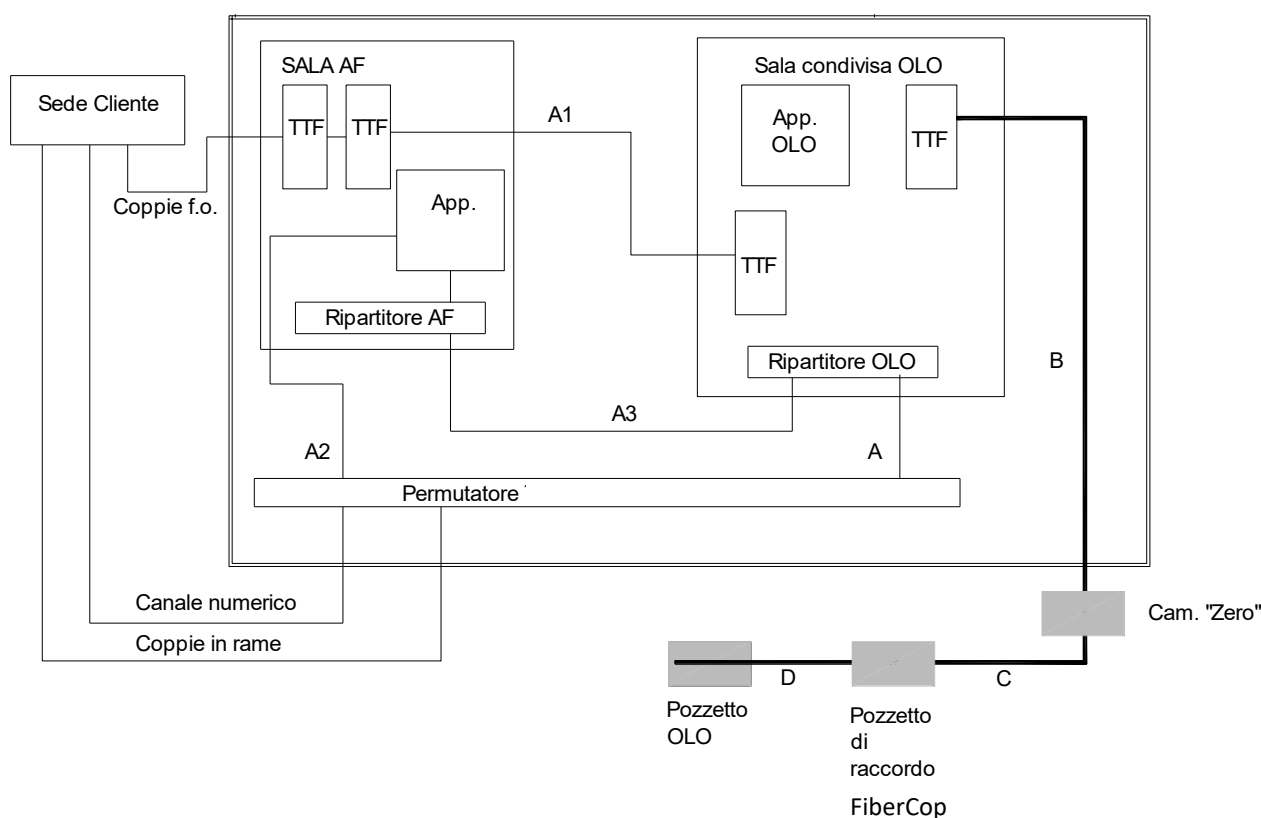 SALA AF
Sala condivisa OLO
Sede Cliente
TTF
TTF
A1
App.
OLO
TTF
Coppie f.o.
App.
TTF
Ripartitore AF
Ripartitore OLO
B
A3
A2
A
Permutatore
Canale numerico
Cam. "Zero"
Coppie in rame
D
C
Pozzetto
OLO
Pozzetto
di
raccordo
FiberCop